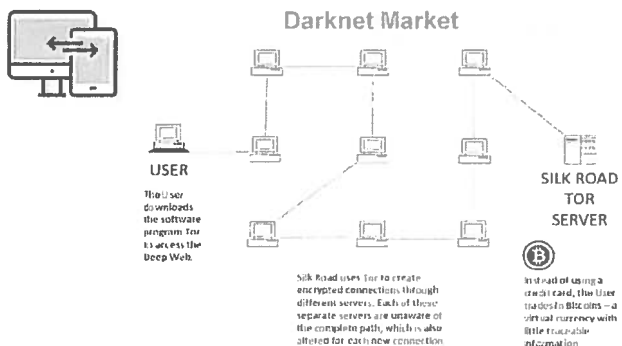 Darknet Market
USER
The User
downloads
the software
program Tor
to access the
Deep Web.
SILK ROAD
TOR
SERVER
Silk Road uses Tor to create
encrypted connections through
different servers. Each of these
separate servers are unaware of
the complete path, which is also
altered for each new connection
Instead of using a
credit card, the User
trades in Bitcoins – a
virtual currency with
little traceable
information